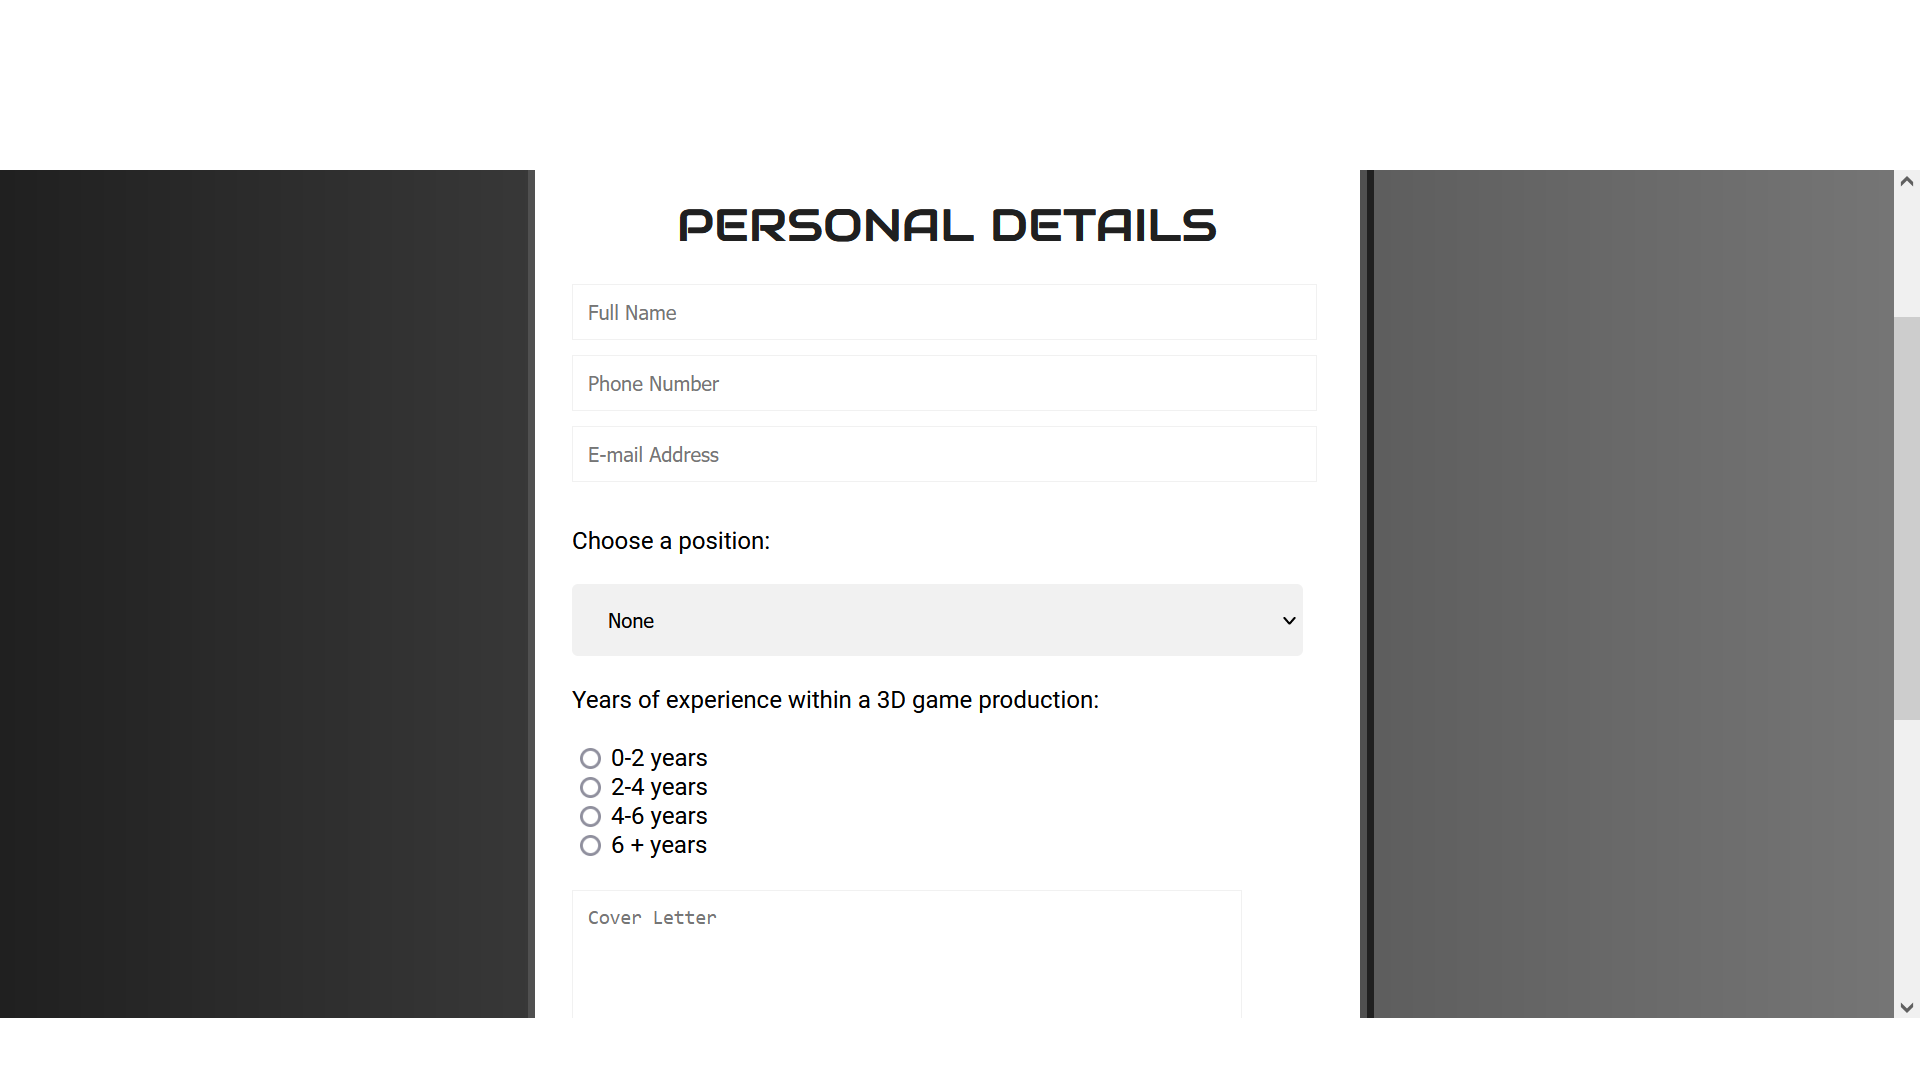 PERSONAL DETAILS
Full Name
Phone Number
E-mail Address
Choose a position:
None
Years of experience within a 3D game production:
0-2 years
2-4 years
4-6 years
6 + years
Cover Letter